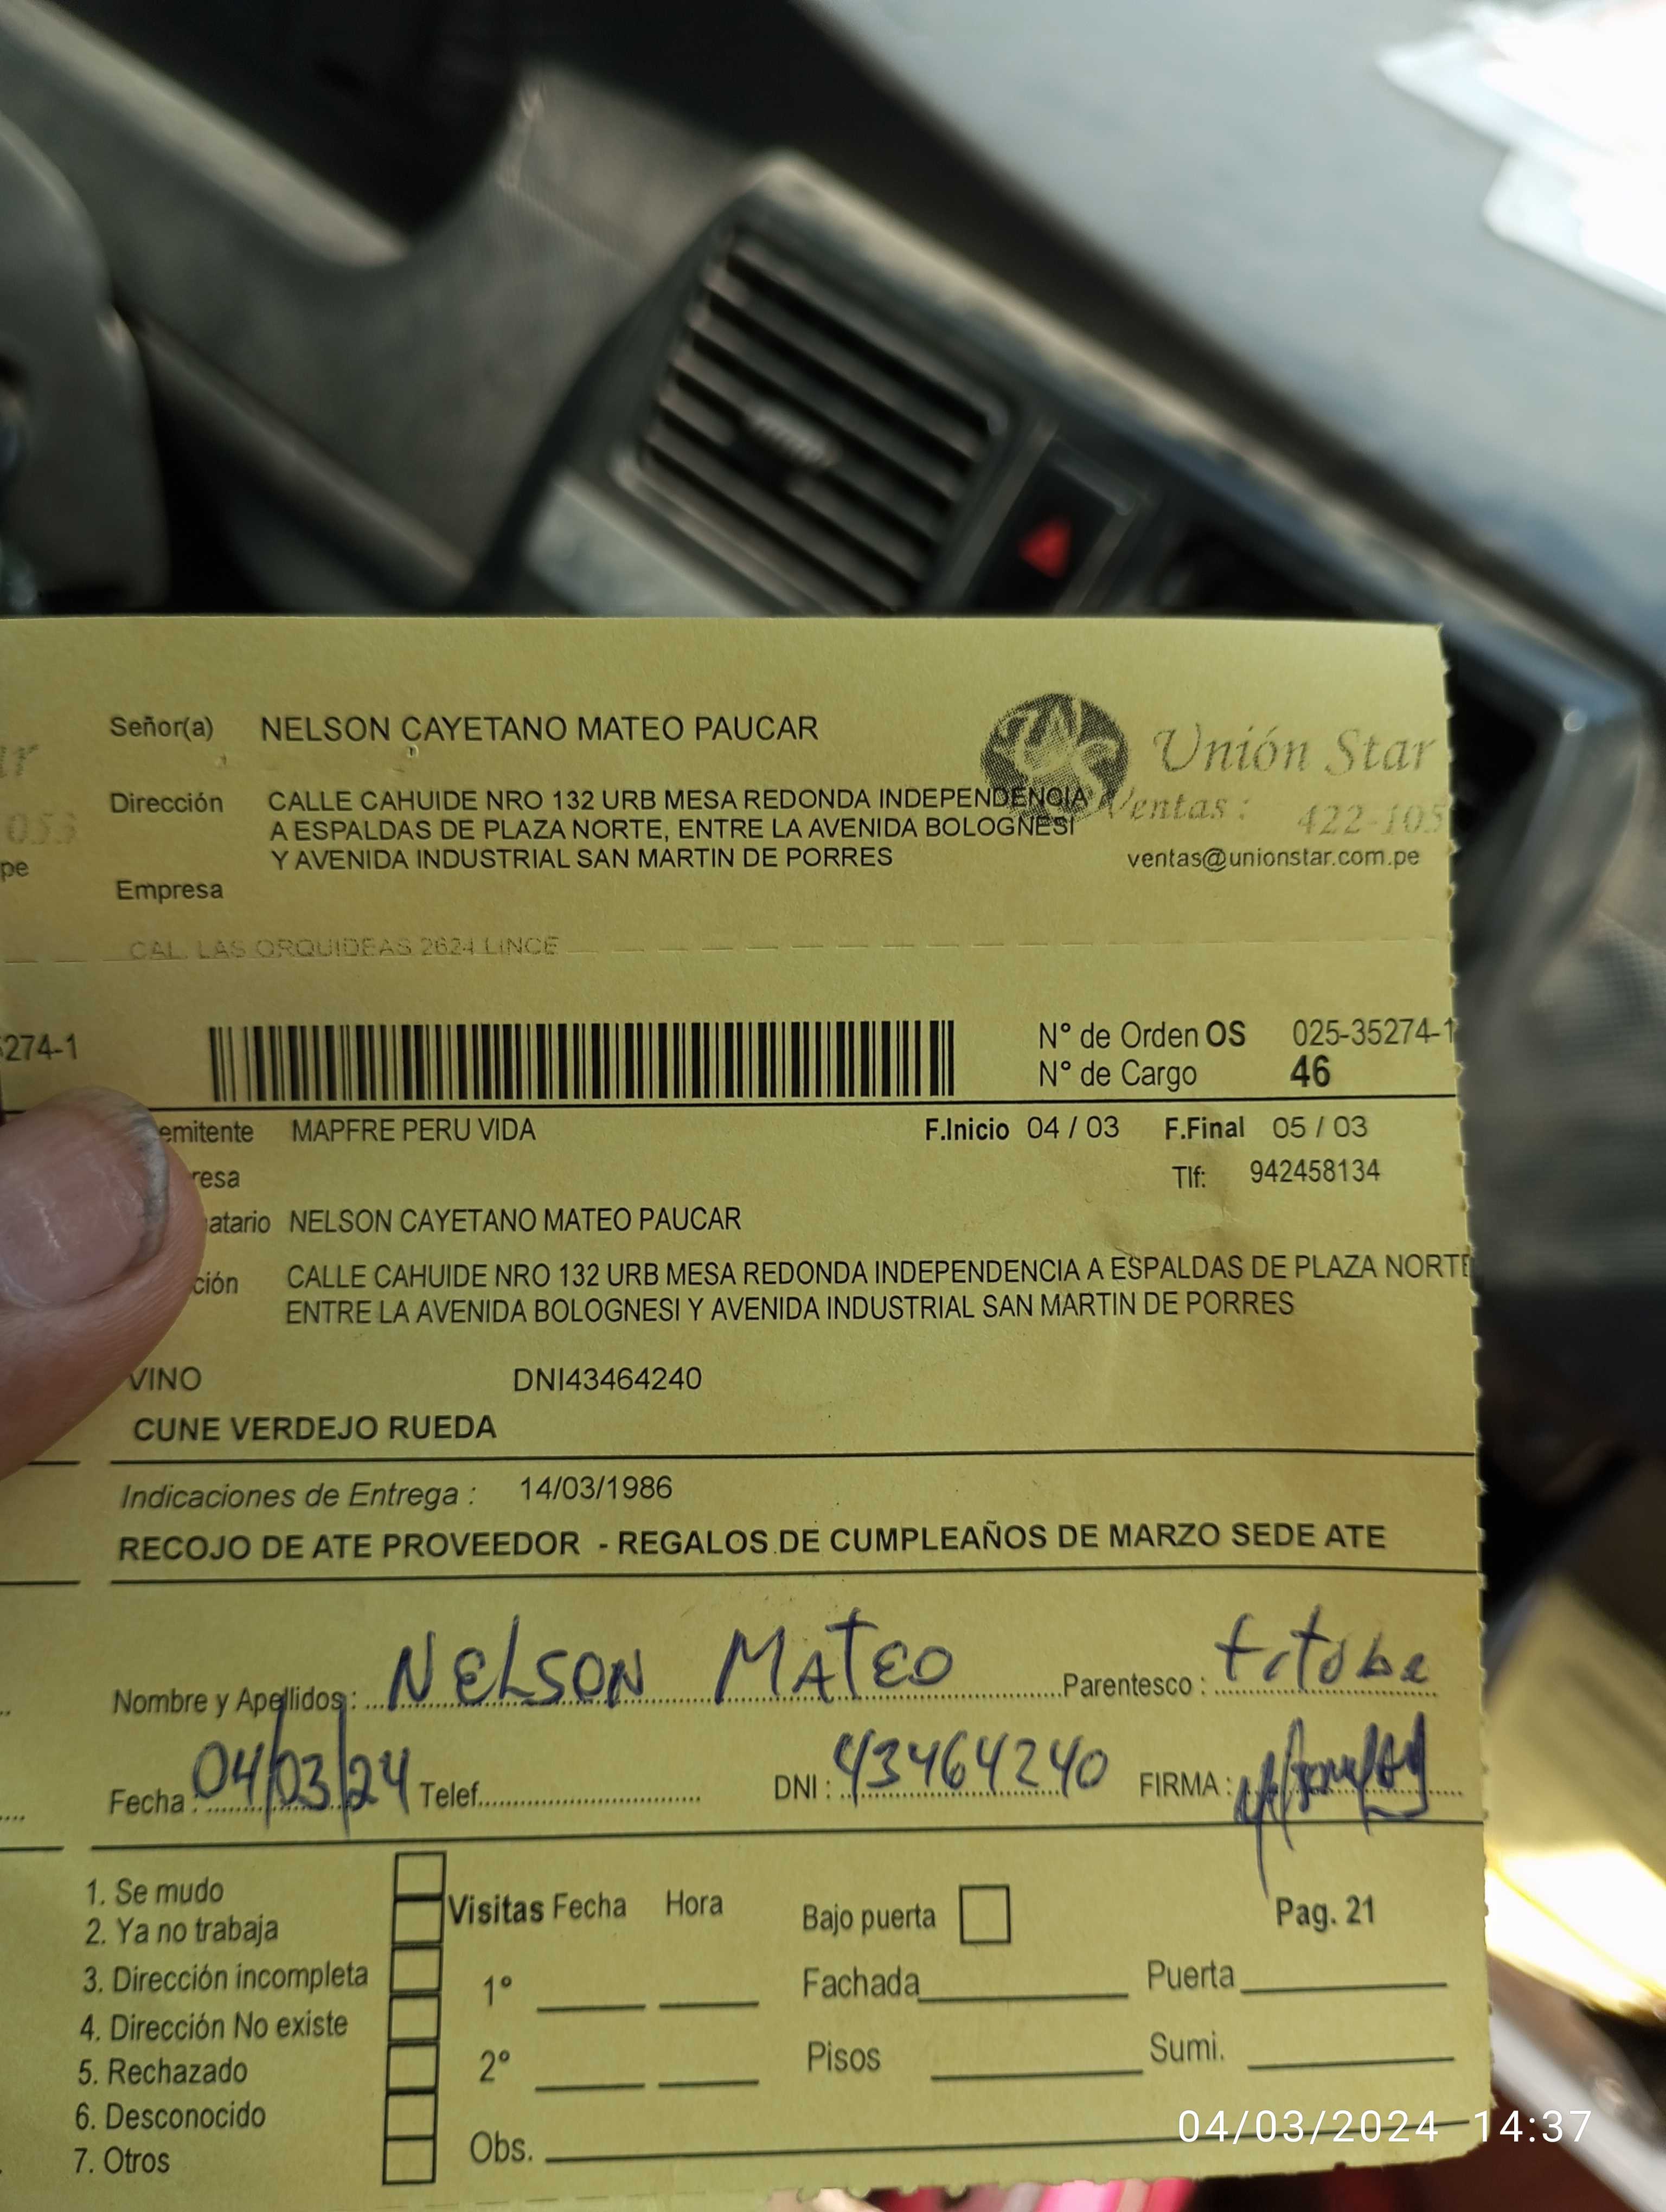 Señor(a) NELSON CAYETANO MATEO PAUCAR
Unión Star
Dirección CALLE CAHUIDE NRO 132 URB MESA REDONDA INDEPENDENCIA
A ESPALDAS DE PLAZA NORTE, ENTRE LA AVENIDA BOLOGNESI
Y AVENIDA INDUSTRIAL SAN MARTIN DE PORRES
Ventas : 422-105
053
pe
ventas@unionstar.com.pe
Empresa
CAL. LAS ORQUIDEAS 2624 LINCE
274-1
N° de Orden OS 025-35274-1
N° de Cargo 46
emitente MAPFRE PERU VIDA F.Inicio 04 / 03 F.Final 05 / 03
resa Tlf: 942458134
atario NELSON CAYETANO MATEO PAUCAR
ción CALLE CAHUIDE NRO 132 URB MESA REDONDA INDEPENDENCIA A ESPALDAS DE PLAZA NORTE
ENTRE LA AVENIDA BOLOGNESI Y AVENIDA INDUSTRIAL SAN MARTIN DE PORRES
VINO DNI43464240
CUNE VERDEJO RUEDA
Indicaciones de Entrega : 14/03/1986
RECOJO DE ATE PROVEEDOR - REGALOS DE CUMPLEAÑOS DE MARZO SEDE ATE
Nombre y Apellidos : NELSON MATEO Parentesco :
Fecha : 04/03/24 Telef. DNI : 43464240 FIRMA :
1. Se mudo
2. Ya no trabaja
3. Dirección incompleta
4. Dirección No existe
5. Rechazado
6. Desconocido
7. Otros
Visitas Fecha Hora
1°
2°
Obs.
Bajo puerta Pag. 21
Fachada Puerta
Pisos Sumi.
04/03/2024 14:37